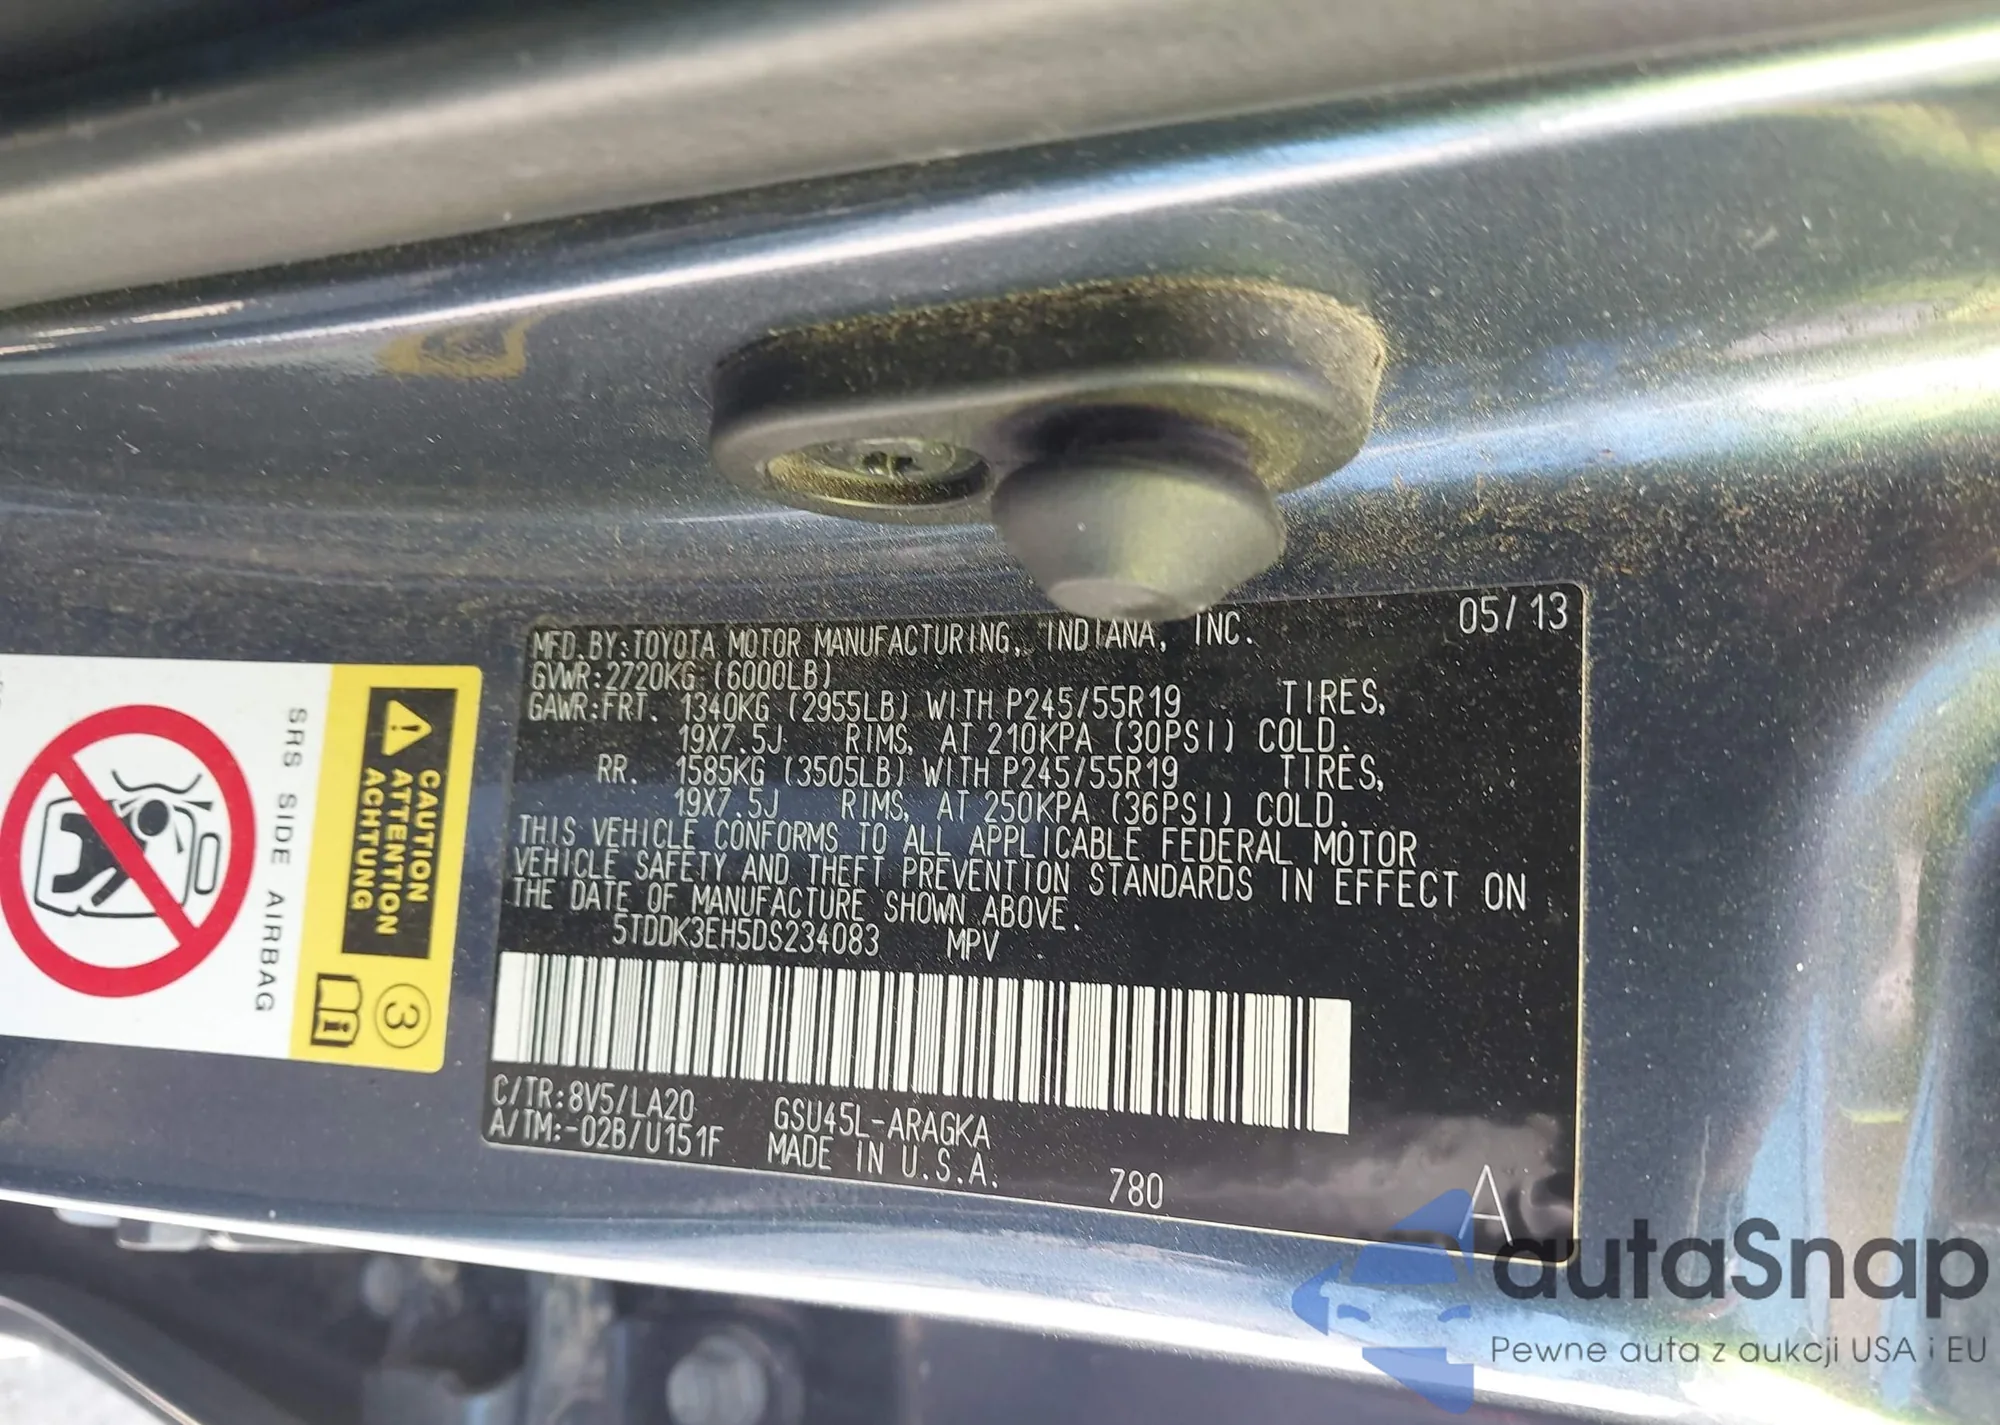 MFD.BY:TOYOTA MOTOR MANUFACTURING, INDIANA, INC. 05/13
GVWR:2720KG (6000LB)
GAWR:FRT. 1340KG (2955LB) WITH P245/55R19 TIRES,
19X7.5J RIMS, AT 210KPA (30PSI) COLD.
RR. 1585KG (3505LB) WITH P245/55R19 TIRES,
19X7.5J RIMS, AT 250KPA (36PSI) COLD.
THIS VEHICLE CONFORMS TO ALL APPLICABLE FEDERAL MOTOR
VEHICLE SAFETY AND THEFT PREVENTION STANDARDS IN EFFECT ON
THE DATE OF MANUFACTURE SHOWN ABOVE.
5TDDK3EH5DS234083 MPV
C/TR:8V5/LA20 GSU45L-ARAGKA
A/TM:-02B/U151F MADE IN U.S.A. 780 A
CAUTION
ATTENTION
ACHTUNG
3
SRS SIDE AIRBAG
autaSnap
Pewne auta z aukcji USA i EU